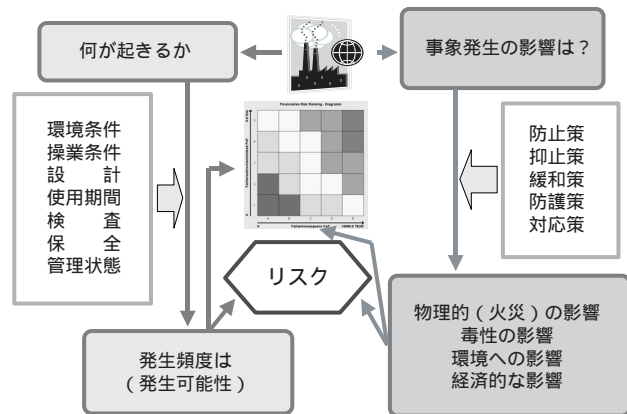 何が起きるか
事象発生の影響は？
環境条件
操業条件
設　計
使用期間
検　査
保　全
管理状態
防止策
抑止策
緩和策
防護策
対応策
リスク
発生頻度は
（発生可能性）
物理的（火災）の影響
毒性の影響
環境への影響
経済的な影響